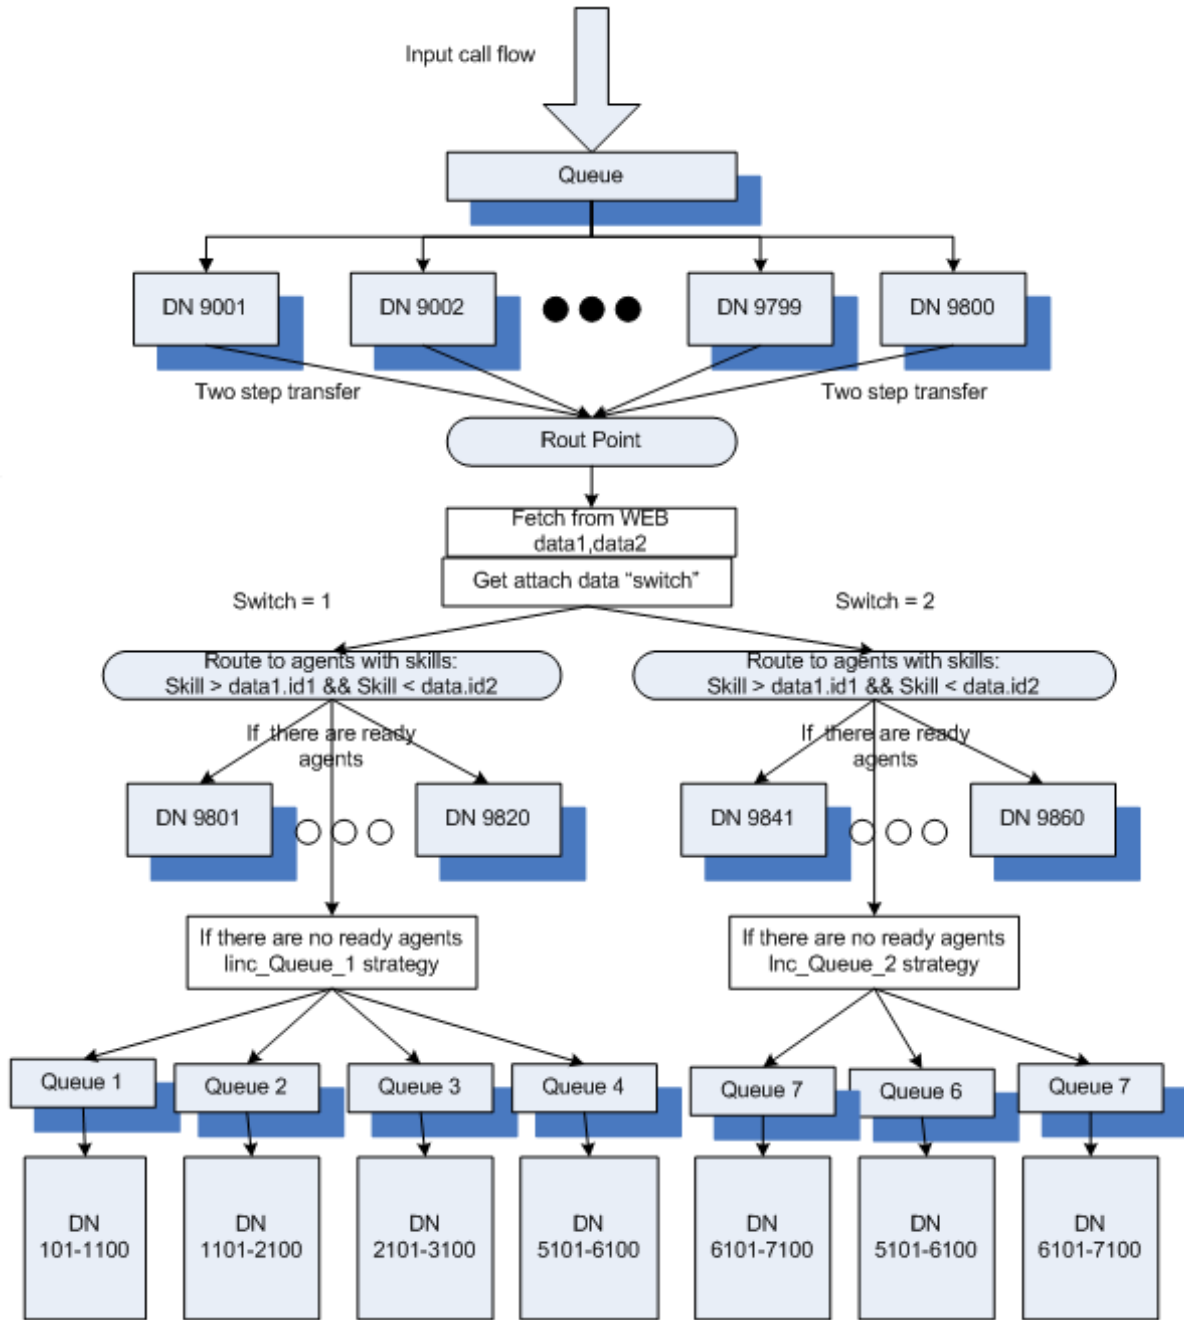 Input call flow
Queue
DN 9001
DN 9002
DN 9799
DN 9800
Two step transfer
Two step transfer
Rout Point
Fetch from WEB
data1,data2
Get attach data “switch”
Switch = 1
Switch = 2
Route to agents with skills:
Skill > data1.id1 && Skill < data.id2
Route to agents with skills:
Skill > data1.id1 && Skill < data.id2
If there are ready
agents
If there are ready
agents
DN 9801
DN 9820
DN 9841
DN 9860
If there are no ready agents
linc_Queue_1 strategy
If there are no ready agents
Inc_Queue_2 strategy
Queue 1
Queue 2
Queue 3
Queue 4
Queue 7
Queue 6
Queue 7
DN
101-1100
DN
1101-2100
DN
2101-3100
DN
5101-6100
DN
6101-7100
DN
5101-6100
DN
6101-7100